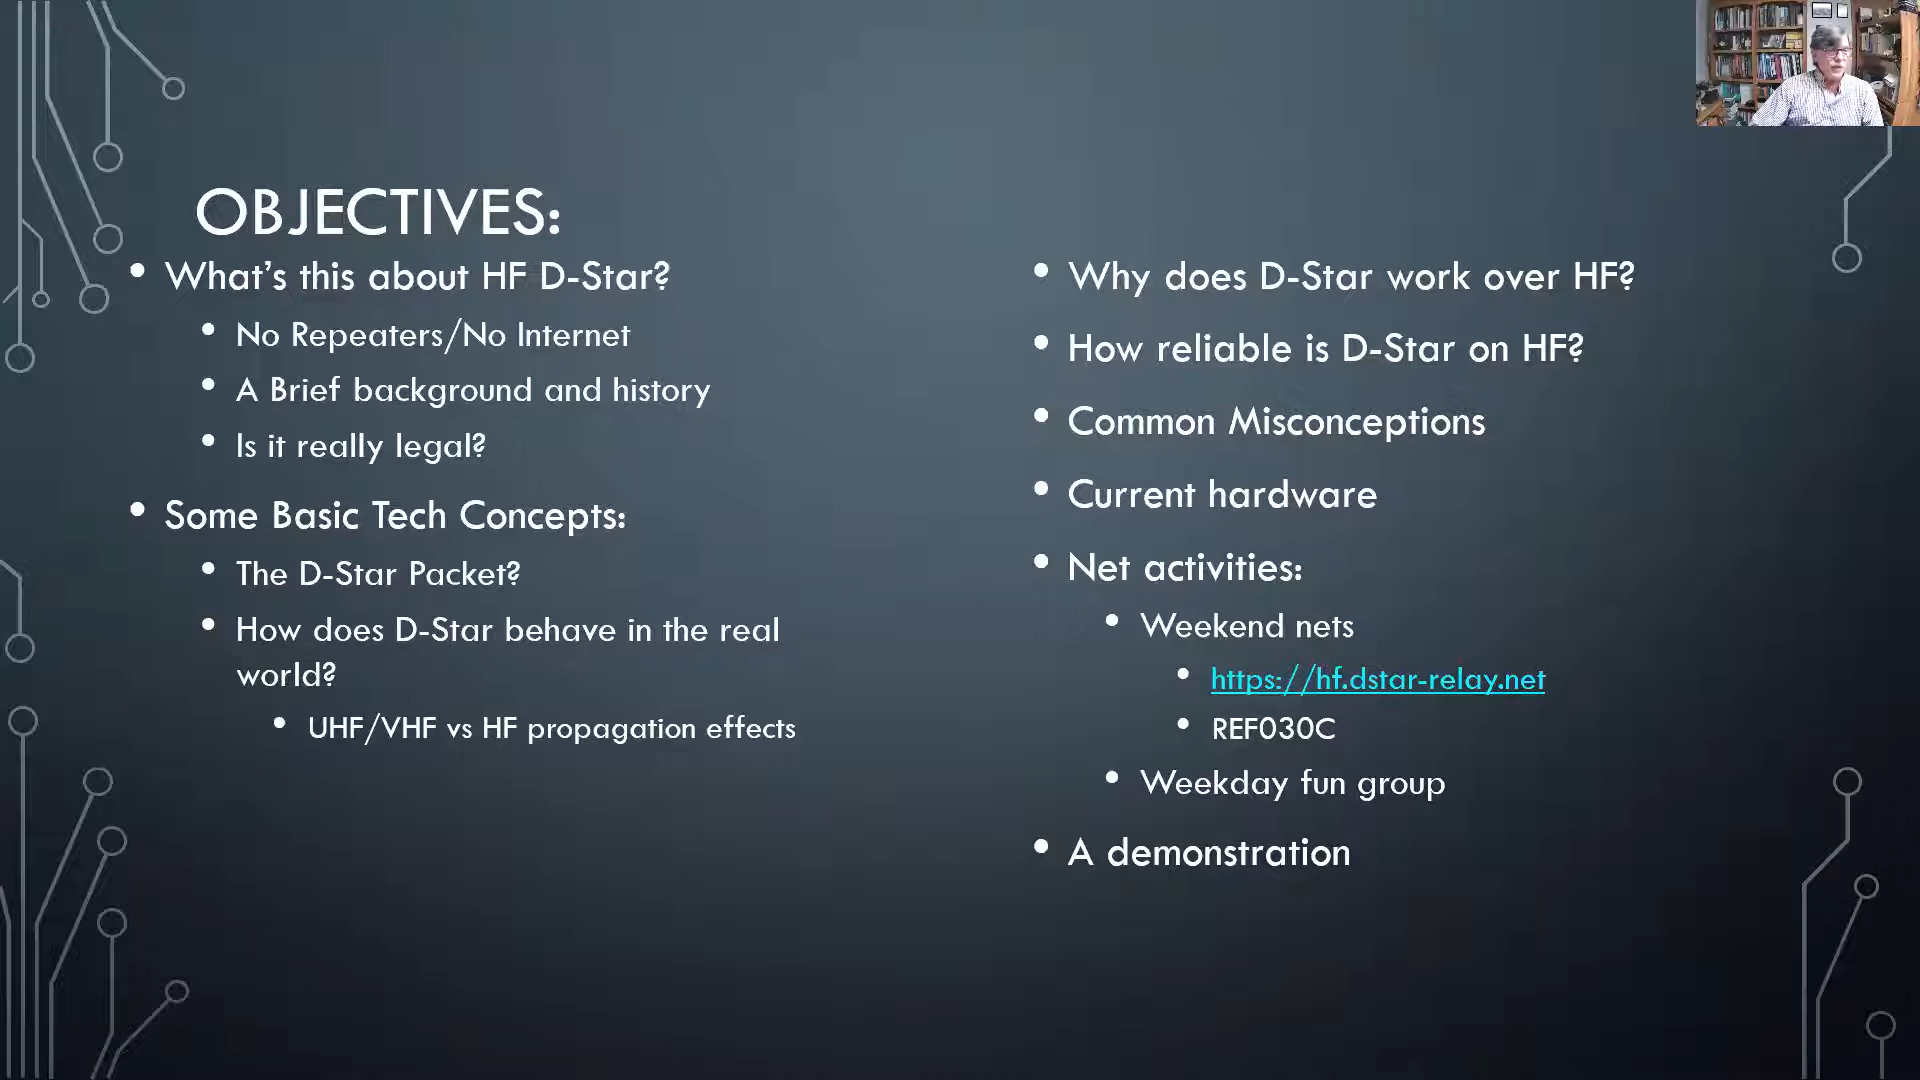 OBJECTIVES:
What's this about HF D-Star?
No Repeaters/No Internet
A Brief background and history
Is it really legal?
Some Basic Tech Concepts:
The D-Star Packet?
How does D-Star behave in the real
world?
UHF/VHF vs HF propagation effects
Why does D-Star work over HF?
How reliable is D-Star on HF?
Common Misconceptions
Current hardware
Net activities:
Weekend nets
https://hf.dstar-relay.net
REF030C
Weekday fun group
A demonstration